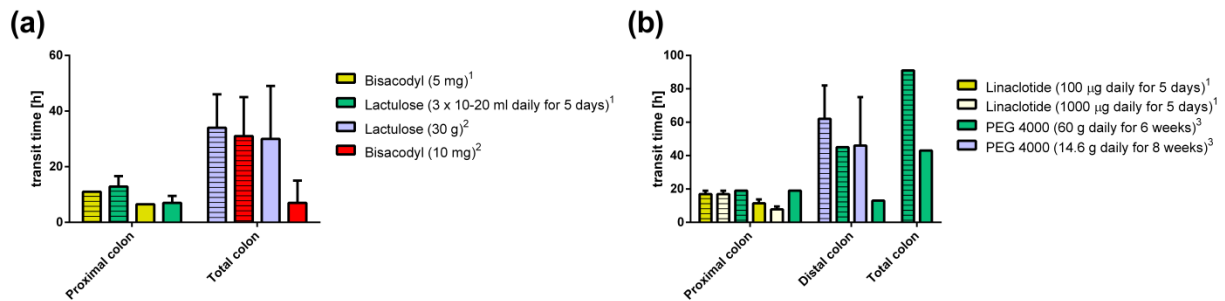 (a)
60
40
20
0
transit time [h]
Proximal colon
Total colon
Bisacodyl (5 mg)¹
Lactulose (3 x 10-20 ml daily for 5 days)¹
Lactulose (30 g)²
Bisacodyl (10 mg)²
(b)
100
80
60
40
20
0
transit time [h]
Proximal colon
Distal colon
Total colon
Linaclotide (100 µg daily for 5 days)¹
Linaclotide (1000 µg daily for 5 days)¹
PEG 4000 (60 g daily for 6 weeks)³
PEG 4000 (14.6 g daily for 8 weeks)³